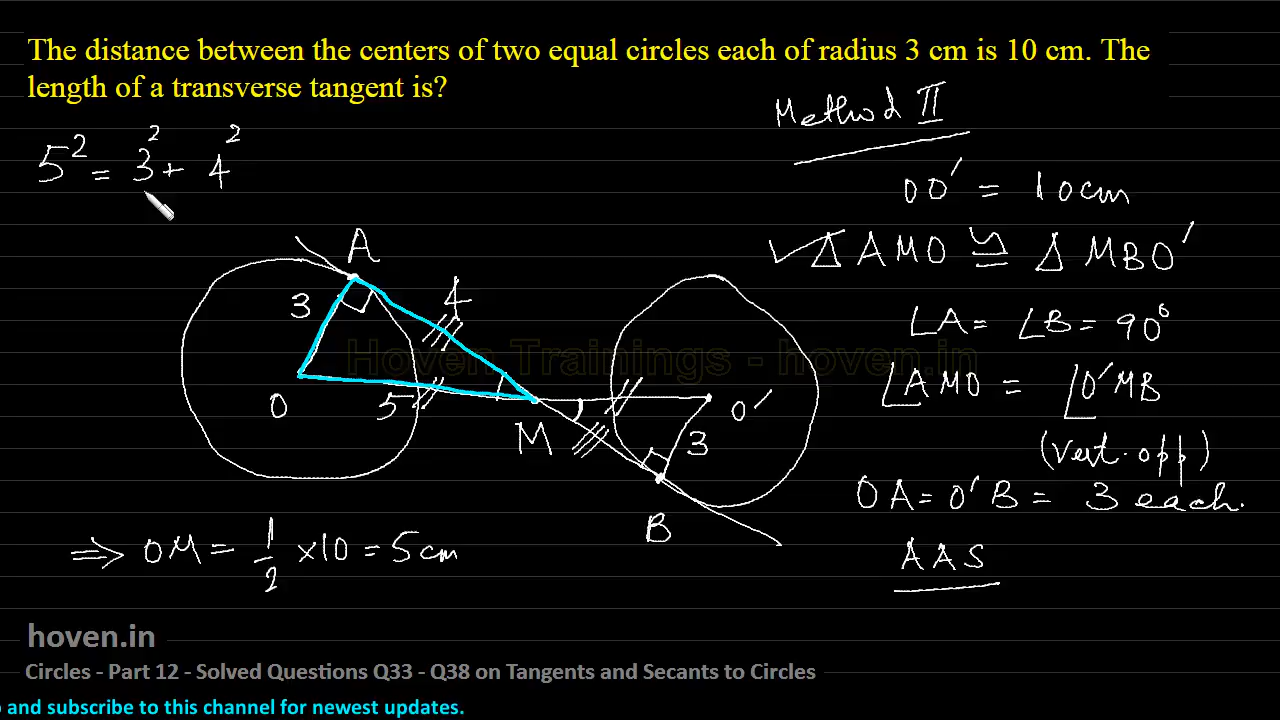 The distance between the centers of two equal circles each of radius 3 cm is 10 cm. The
length of a transverse tangent is?
5² = 3² + 4²
Method II
OO' = 10cm
✓△ AMO ≅ △ MBO'
∠A = ∠B = 90°
∠AMO = ∠O'MB
(Vert. opp)
OA = O'B = 3 each.
AAS
A
3
4
Hoven Trainings - hoven.in
O
5
M
O'
3
B
⇒ OM = 1/2 × 10 = 5cm
hoven.in
Circles - Part 12 - Solved Questions Q33 - Q38 on Tangents and Secants to Circles
and subscribe to this channel for newest updates.